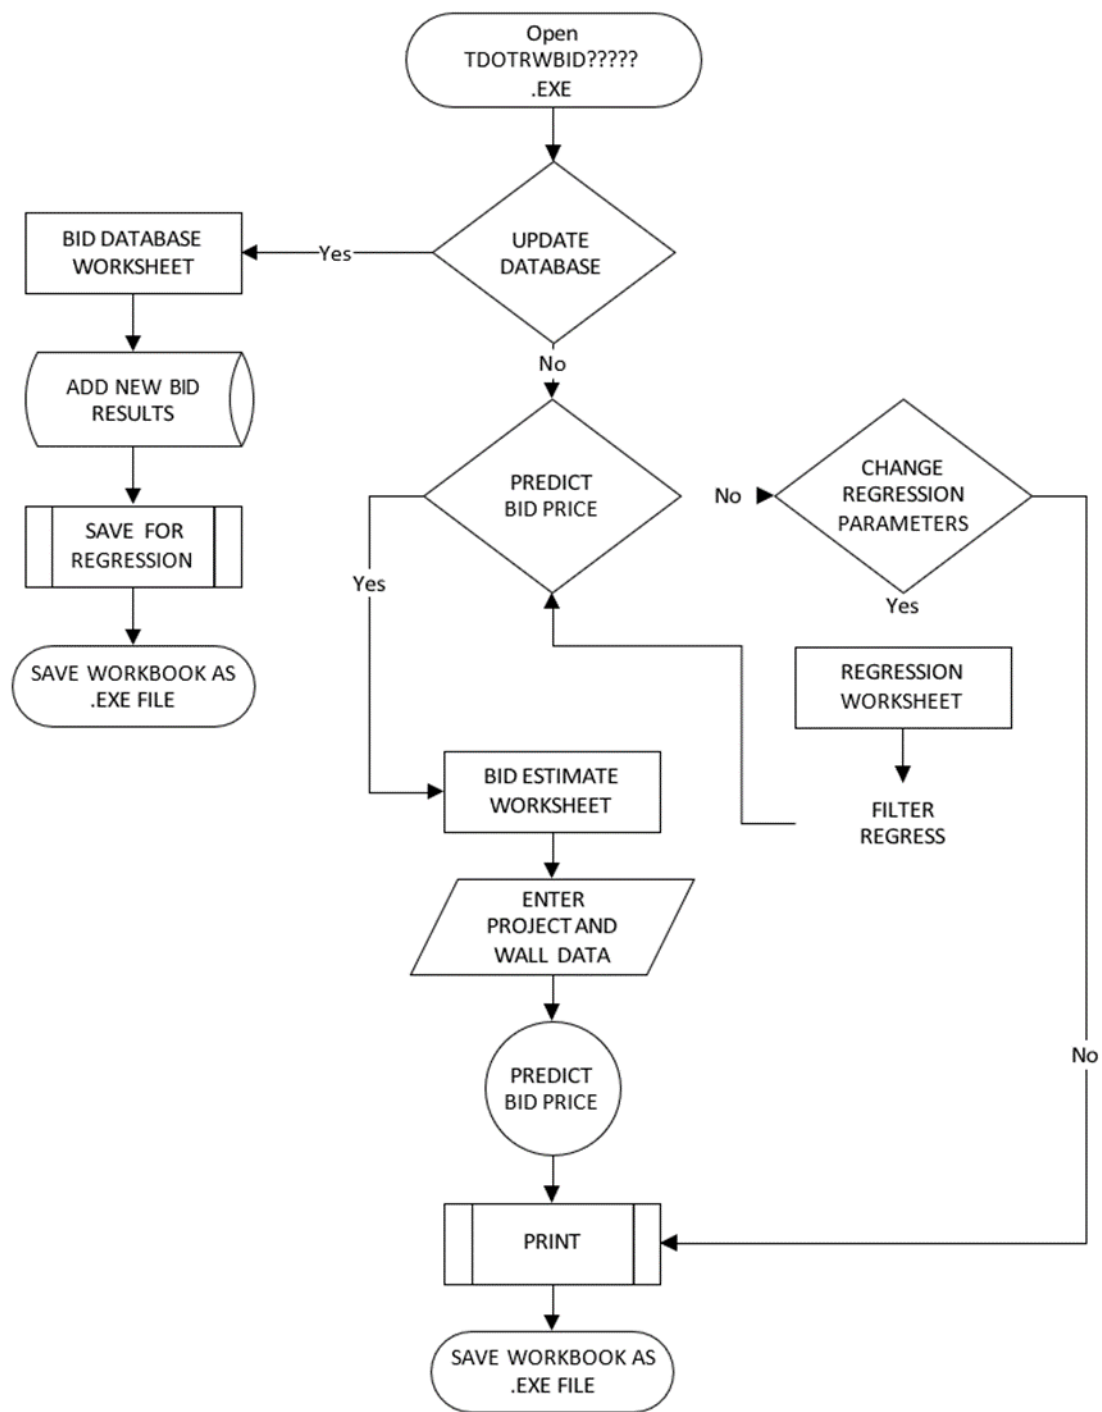 Open
TDOTRWBID?????
.EXE
UPDATE
DATABASE
Yes
BID DATABASE
WORKSHEET
ADD NEW BID
RESULTS
SAVE FOR
REGRESSION
SAVE WORKBOOK AS
.EXE FILE
No
PREDICT
BID PRICE
No
CHANGE
REGRESSION
PARAMETERS
Yes
Yes
REGRESSION
WORKSHEET
FILTER
REGRESS
BID ESTIMATE
WORKSHEET
ENTER
PROJECT AND
WALL DATA
PREDICT
BID PRICE
No
PRINT
SAVE WORKBOOK AS
.EXE FILE